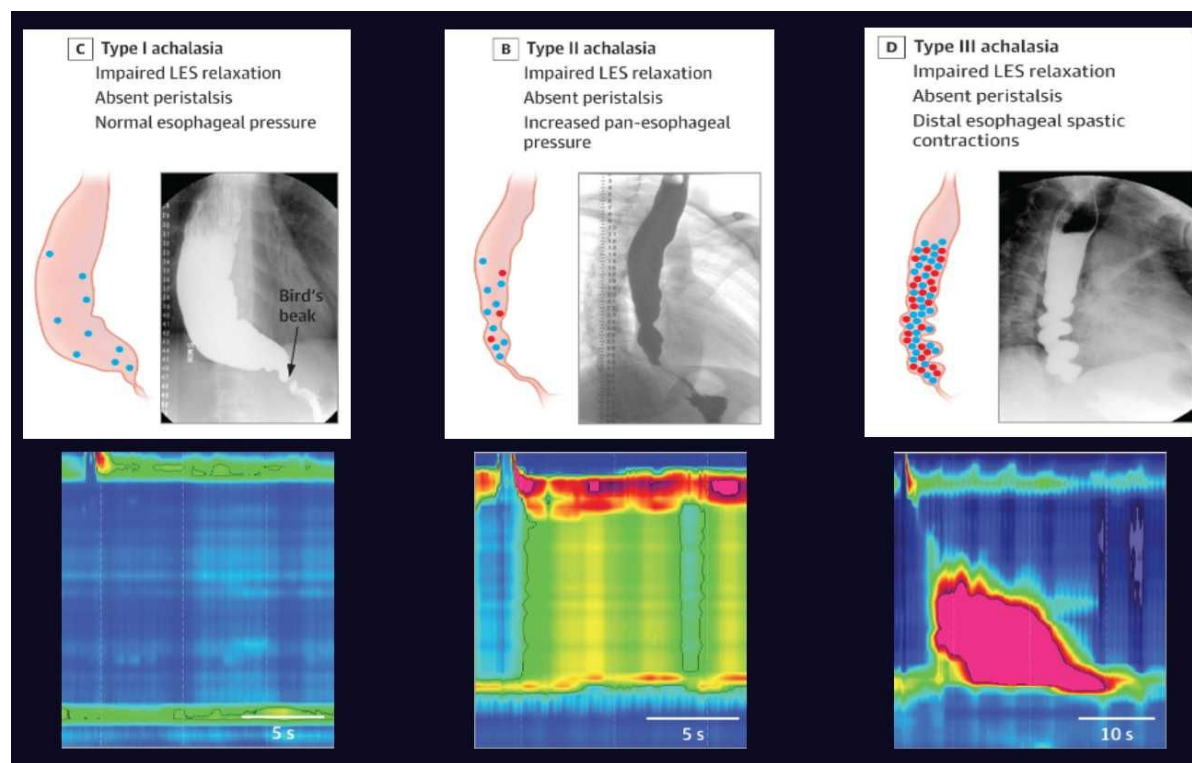 C Type I achalasia
Impaired LES relaxation
Absent peristalsis
Normal esophageal pressure
Bird's
beak
B Type II achalasia
Impaired LES relaxation
Absent peristalsis
Increased pan-esophageal
pressure
D Type III achalasia
Impaired LES relaxation
Absent peristalsis
Distal esophageal spastic
contractions
5 s
5 s
10 s